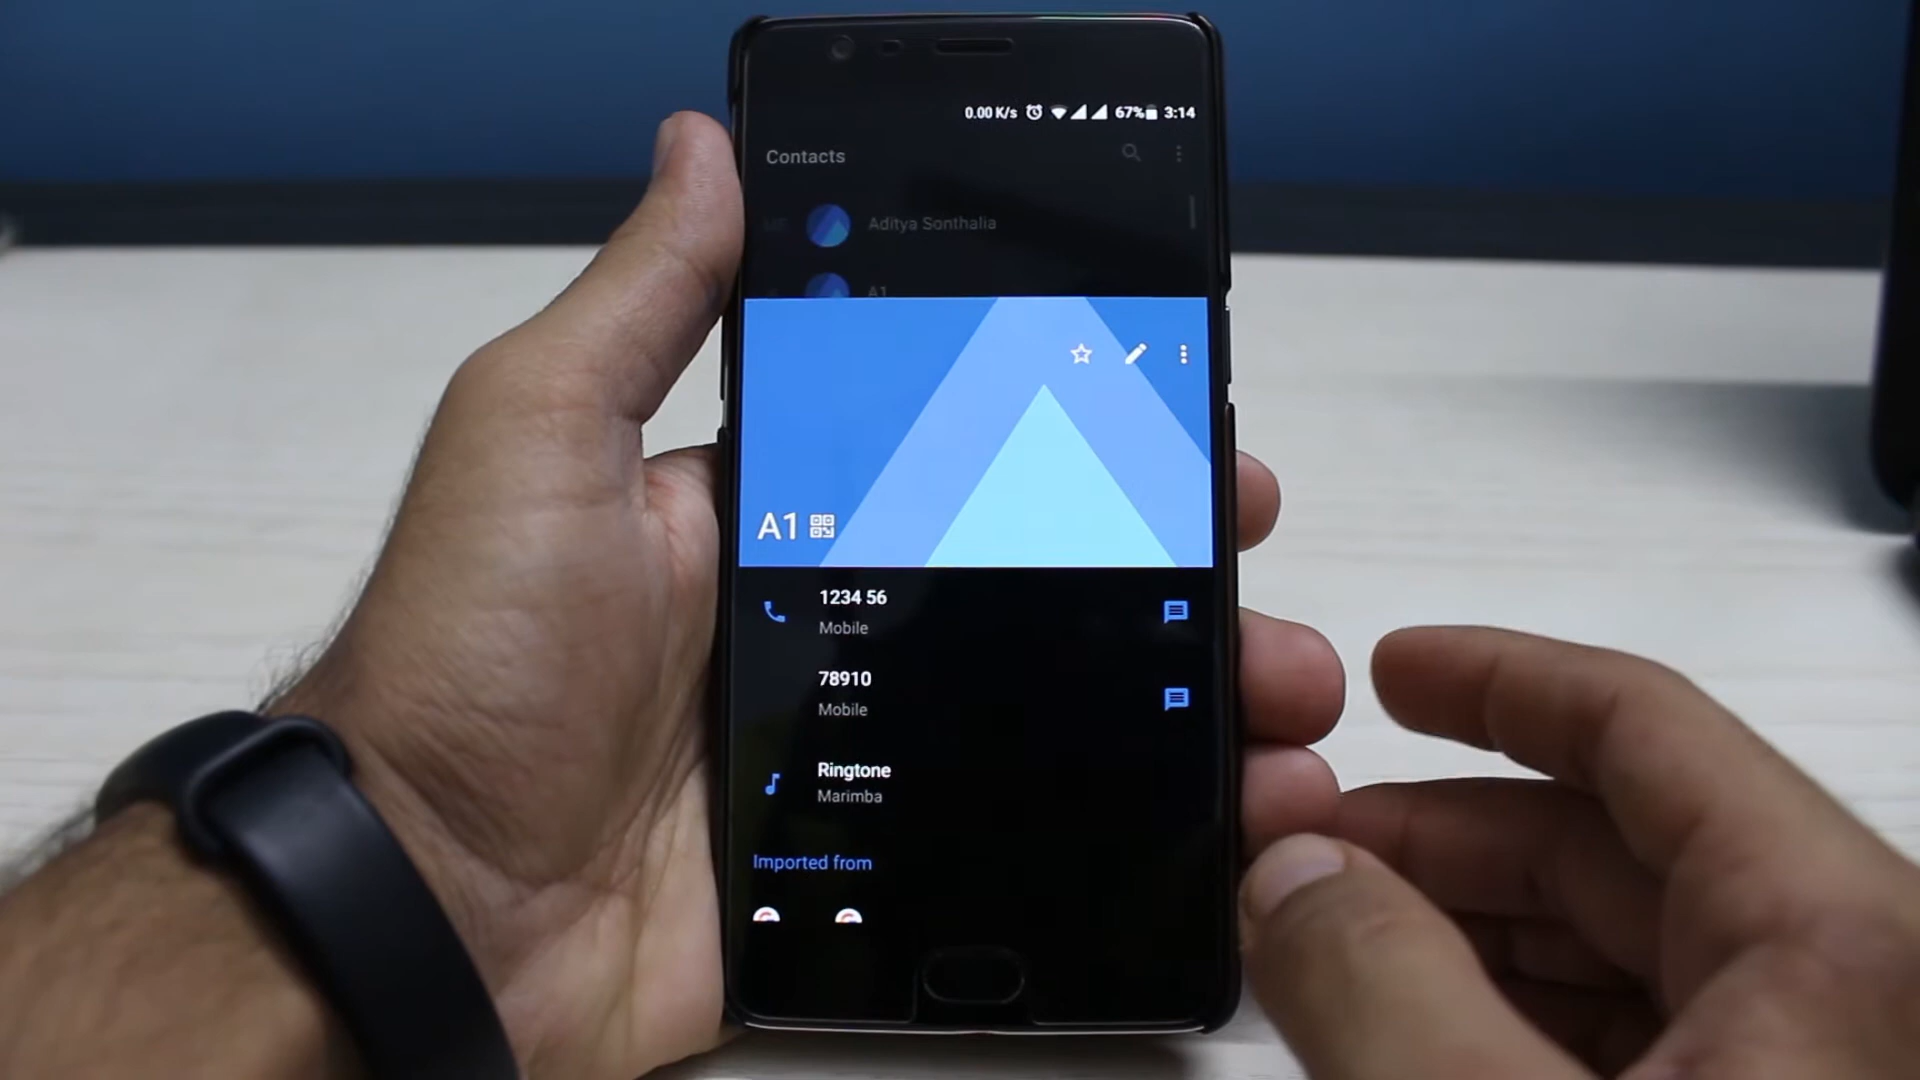 0.00 K/s 67% 3:14
Contacts
Aditya Sonthalia
A1
A1
1234 56
Mobile
78910
Mobile
Ringtone
Marimba
Imported from